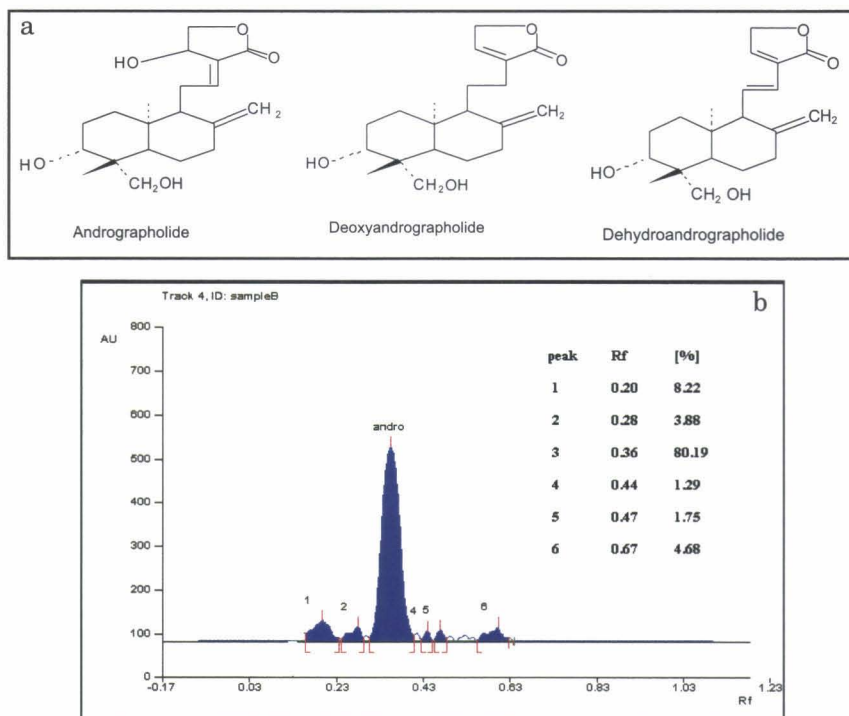 a
HO
O
O
CH 2
HO
CH2OH
Andrographolide
O
O
CH2
HO
CH2OH
Deoxyandrographolide
O
O
CH2
HO
CH2 OH
Dehydroandrographolide
b
Track 4, ID: sampleB
AU
800
700
600
500
400
300
200
100
0
-0.17 0.03 0.23 0.43 0.63 0.83 1.03 1.23
Rf
andro
1 2 4 5 6
peak Rf [%]
1 0.20 8.22
2 0.28 3.88
3 0.36 80.19
4 0.44 1.29
5 0.47 1.75
6 0.67 4.68